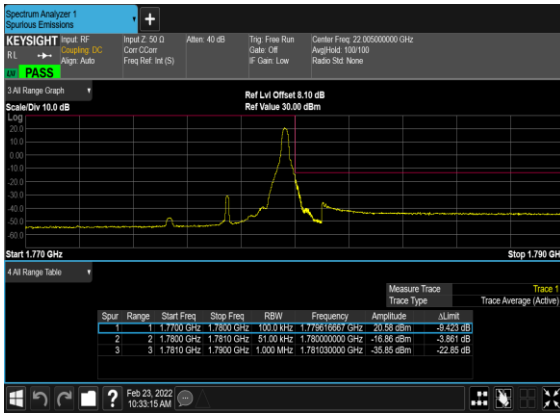 Spectrum Analyzer 1
Spurious Emissions
KEYSIGHT Input: RF Input Z: 50 Ω Atten: 40 dB Trig: Free Run Center Freq: 22.005000000 GHz
RL Coupling: DC Corr CCorr Gate: Off Avg|Hold: 100/100
Align: Auto Freq Ref: Int (S) IF Gain: Low Radio Std: None
PASS
3 All Range Graph
Ref Lvl Offset 8.10 dB
Scale/Div 10.0 dB Ref Value 30.00 dBm
Log
20.0
10.0
0.00
-10.0
-20.0
-30.0
-40.0
-50.0
-60.0
Start 1.770 GHz Stop 1.790 GH
4 All Range Table
Measure Trace Trace 1
Trace Type Trace Average (Active)
Spur Range Start Freq Stop Freq RBW Frequency Amplitude ΔLimit
1 1 1.7700 GHz 1.7800 GHz 100.0 kHz 1.779616667 GHz 20.58 dBm -9.423 dB
2 2 1.7800 GHz 1.7810 GHz 51.00 kHz 1.780000000 GHz -16.86 dBm -3.861 dB
3 3 1.7810 GHz 1.7900 GHz 1.000 MHz 1.781030000 GHz -35.85 dBm -22.85 dB
Feb 23, 2022
10:33:15 AM